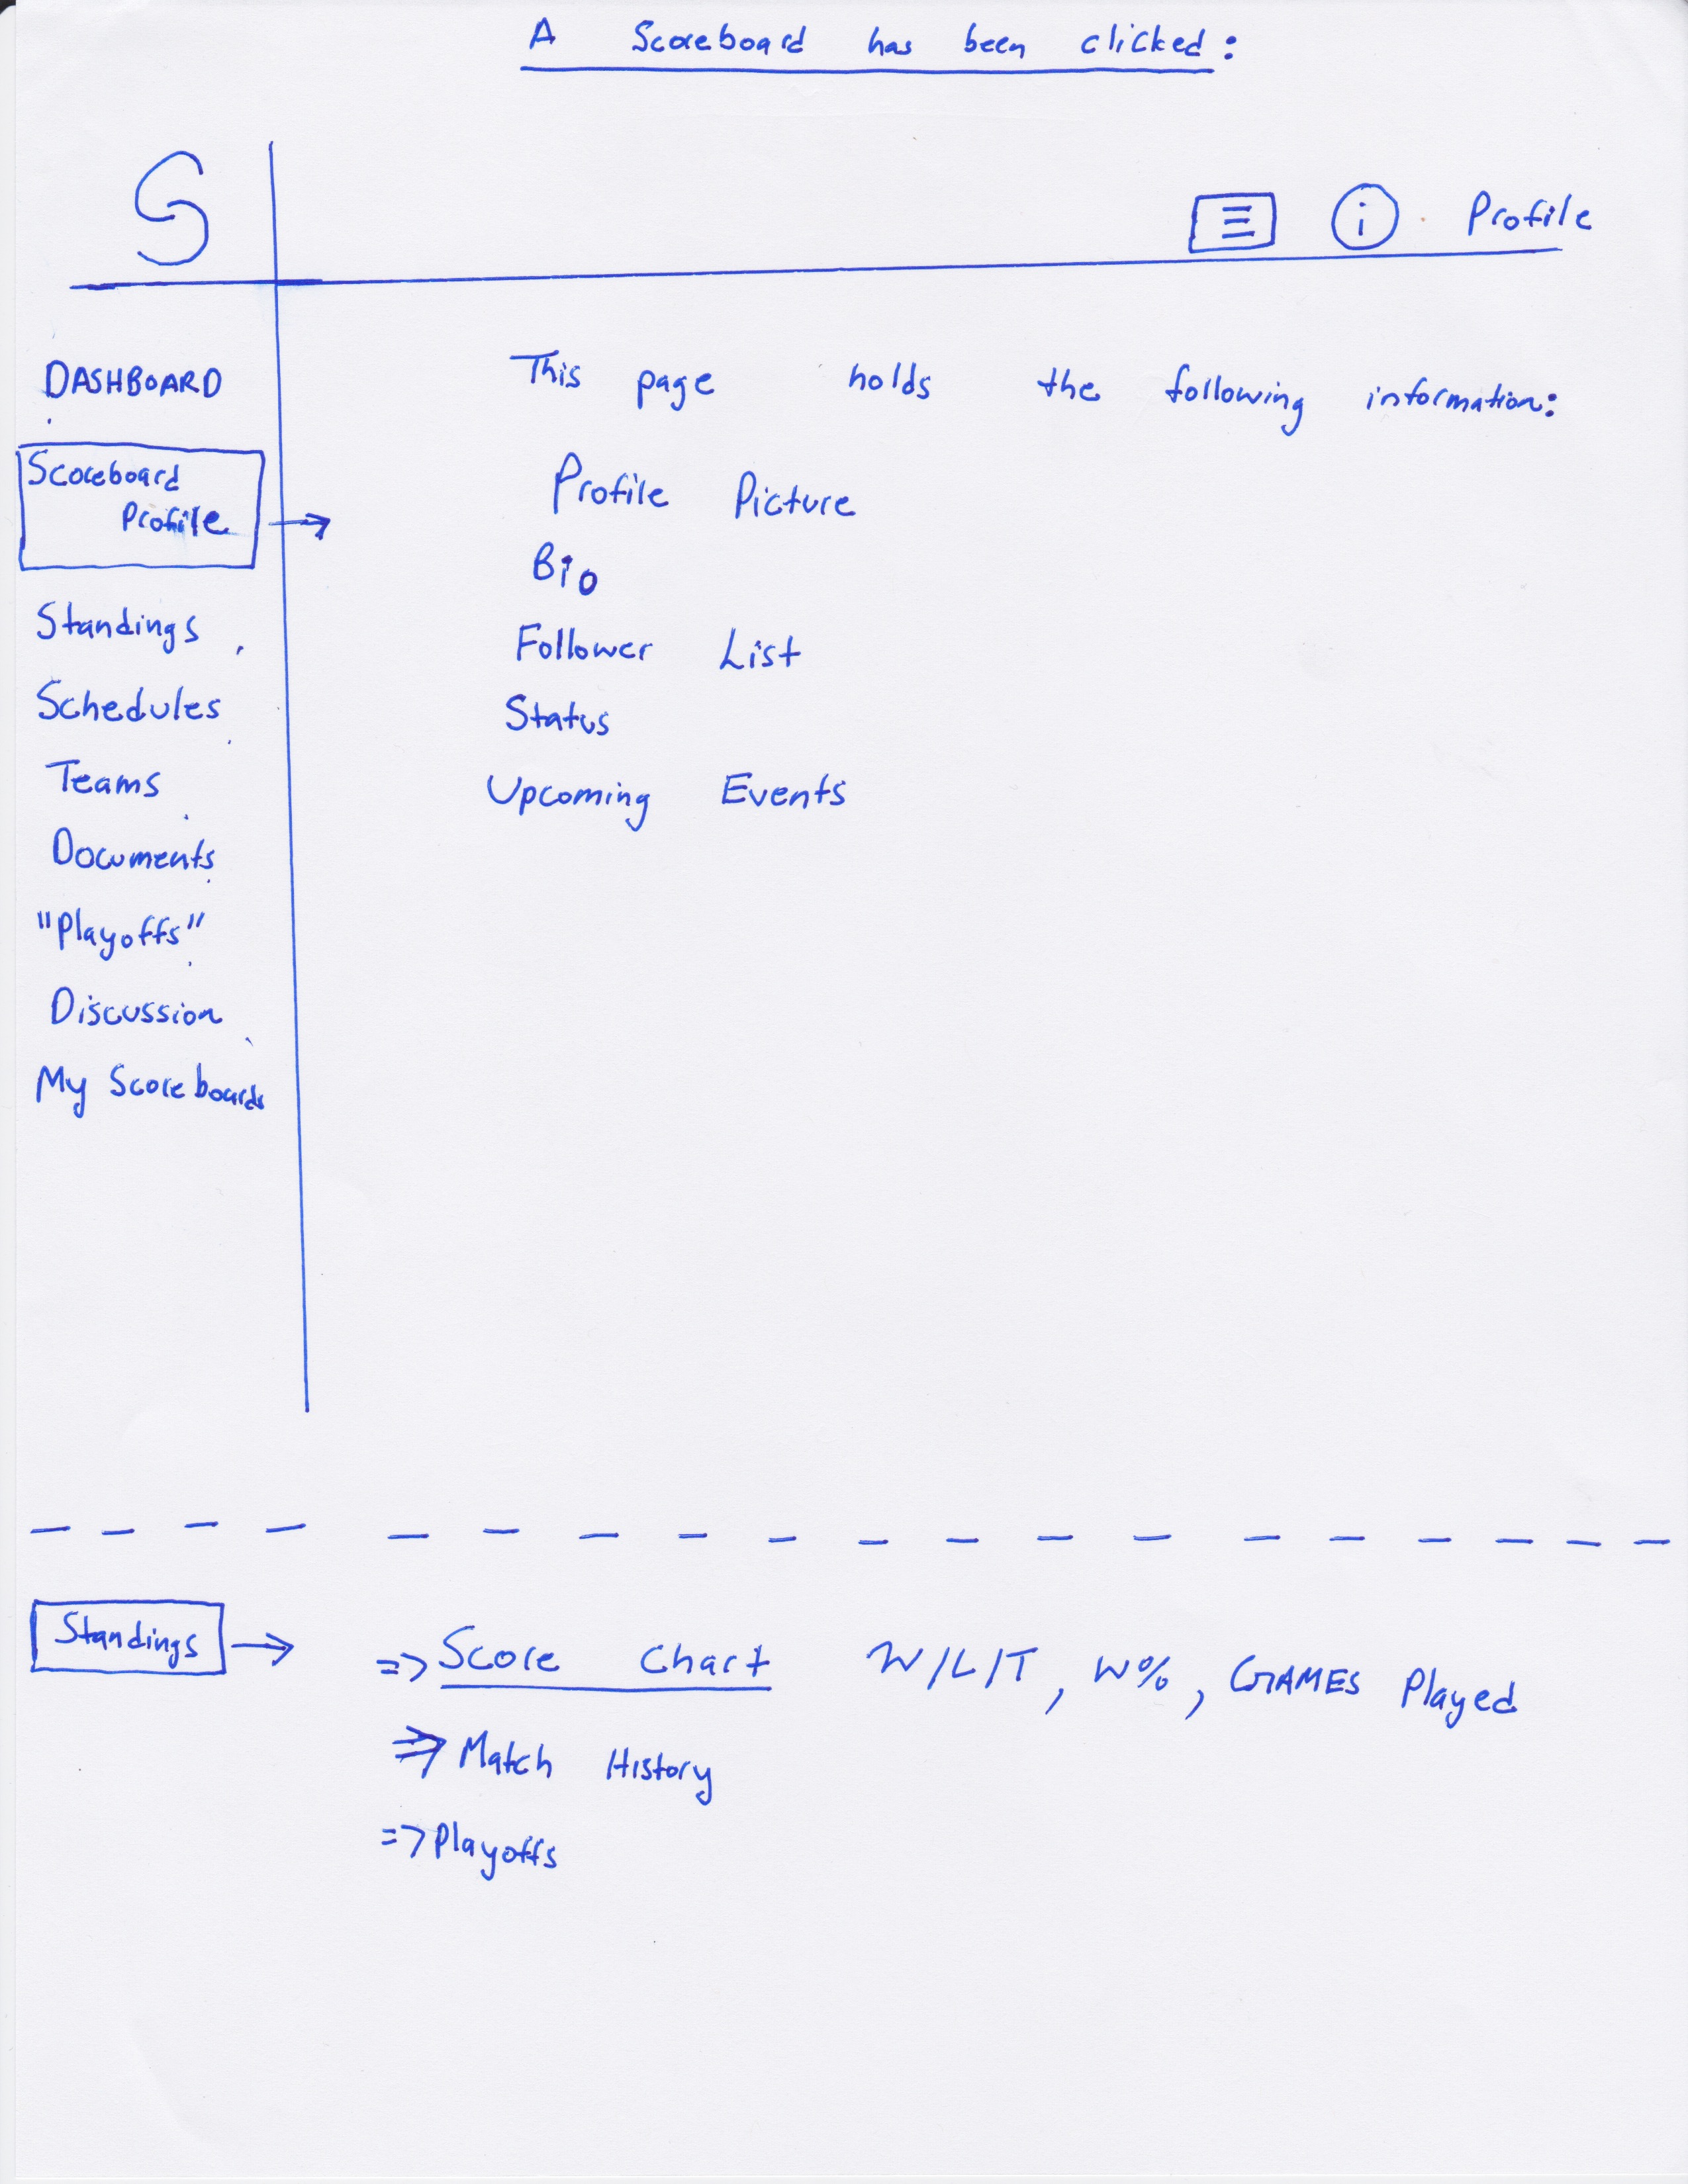 A Scoreboard has been clicked:
S
i Profile
DASHBOARD
This page holds the following information:
Scoreboard
Profile
Profile Picture
Bio
Follower List
Status
Upcoming Events
Standings
Schedules
Teams
Documents
"Playoffs"
Discussion
My Scoreboards
Standings
=> Score Chart W/L/T, W%, GAMES Played
=> Match History
=> Playoffs